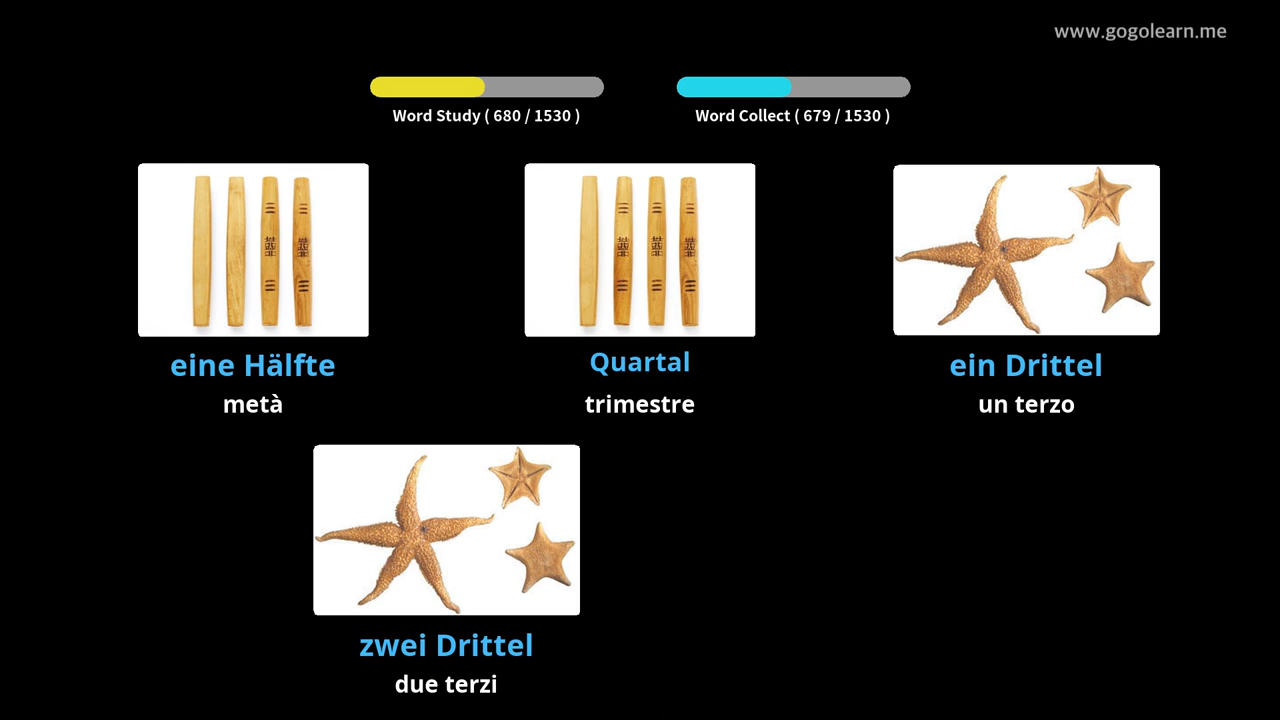 www.gogolearn.me
Word Study ( 680 / 1530 )
Word Collect ( 679 / 1530 )
eine Hälfte
metà
Quartal
trimestre
ein Drittel
un terzo
zwei Drittel
due terzi